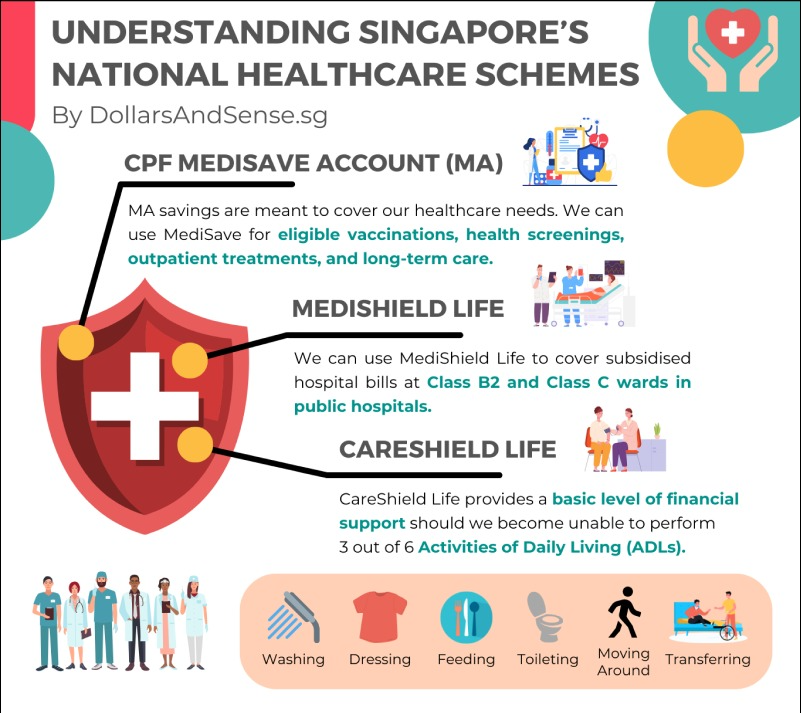 UNDERSTANDING SINGAPORE'S
NATIONAL HEALTHCARE SCHEMES
By DollarsAndSense.sg
CPF MEDISAVE ACCOUNT (MA)
MA savings are meant to cover our healthcare needs. We can
use MediSave for eligible vaccinations, health screenings,
outpatient treatments, and long-term care.
MEDISHIELD LIFE
We can use MediShield Life to cover subsidised
hospital bills at Class B2 and Class C wards in
public hospitals.
CARESHIELD LIFE
CareShield Life provides a basic level of financial
support should we become unable to perform
3 out of 6 Activities of Daily Living (ADLs).
Washing
Dressing
Feeding
Toileting
Moving
Around
Transferring